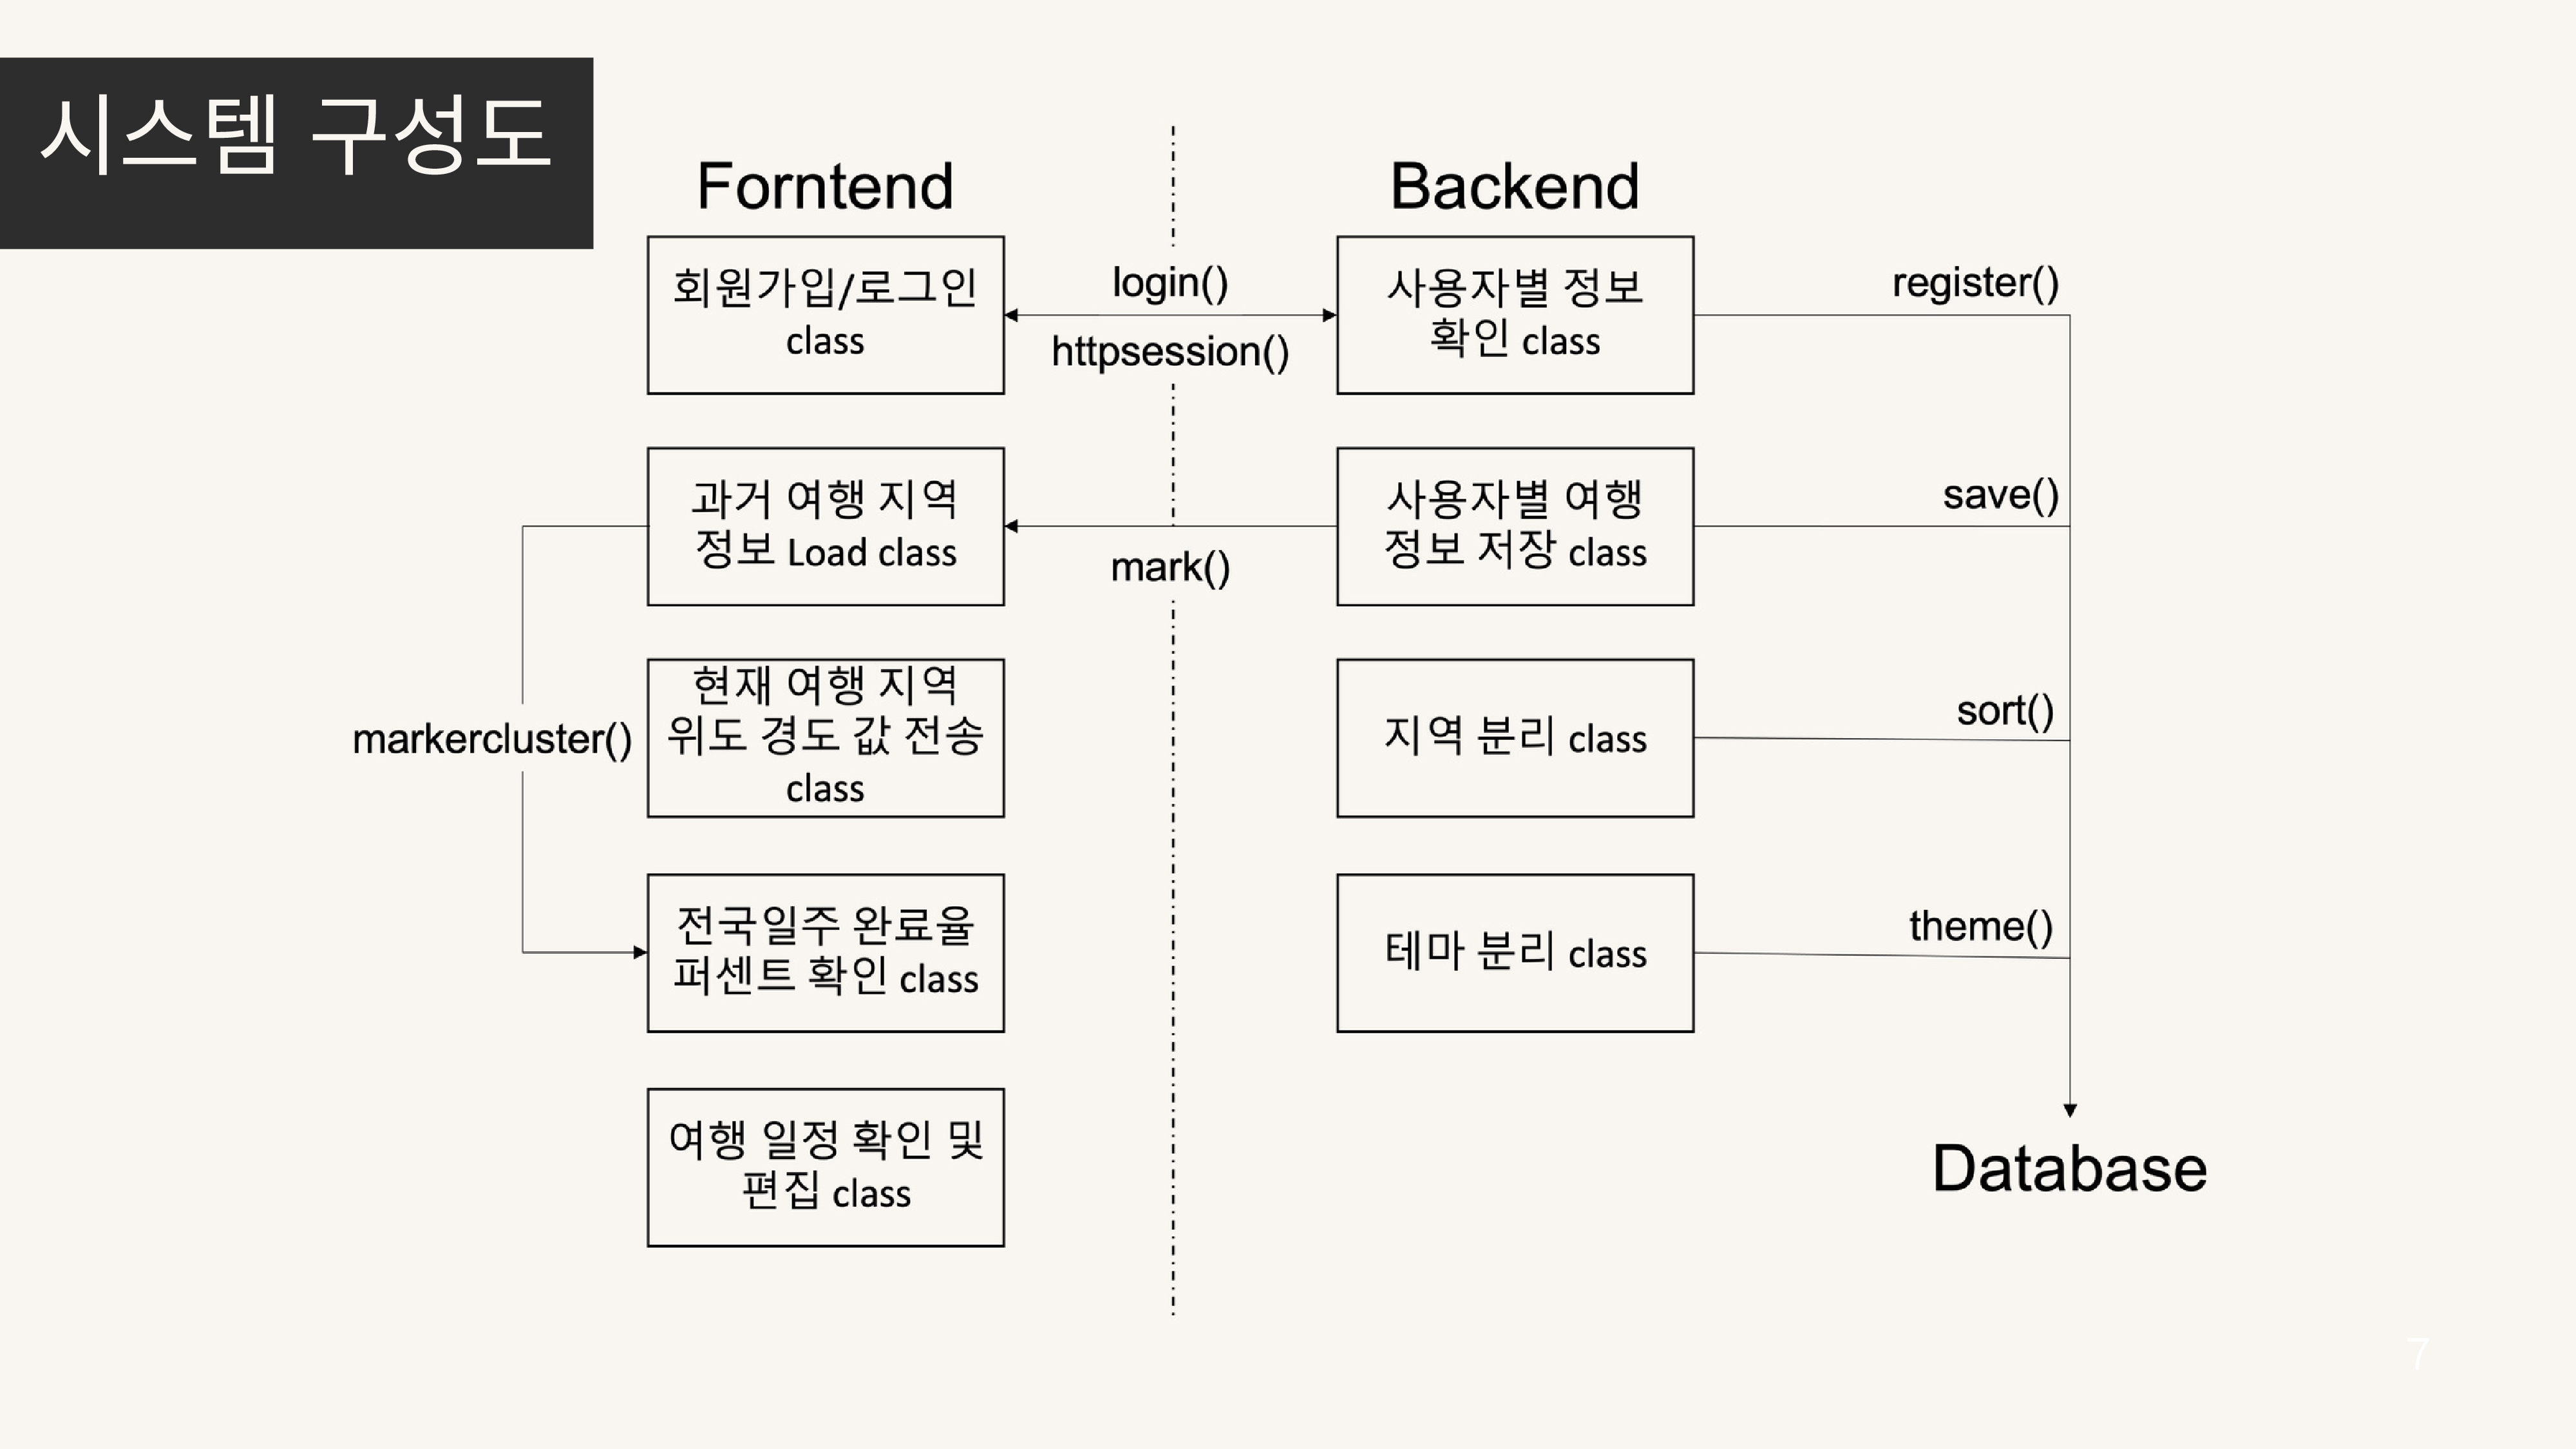 시스템 구성도
Forntend
Backend
회원가입/로그인
class
login()
httpsession()
사용자별 정보
확인 class
register()
과거 여행 지역
정보 Load class
mark()
사용자별 여행
정보 저장 class
save()
markercluster()
현재 여행 지역
위도 경도 값 전송
class
지역 분리 class
sort()
전국일주 완료율
퍼센트 확인 class
테마 분리 class
theme()
여행 일정 확인 및
편집 class
Database
7